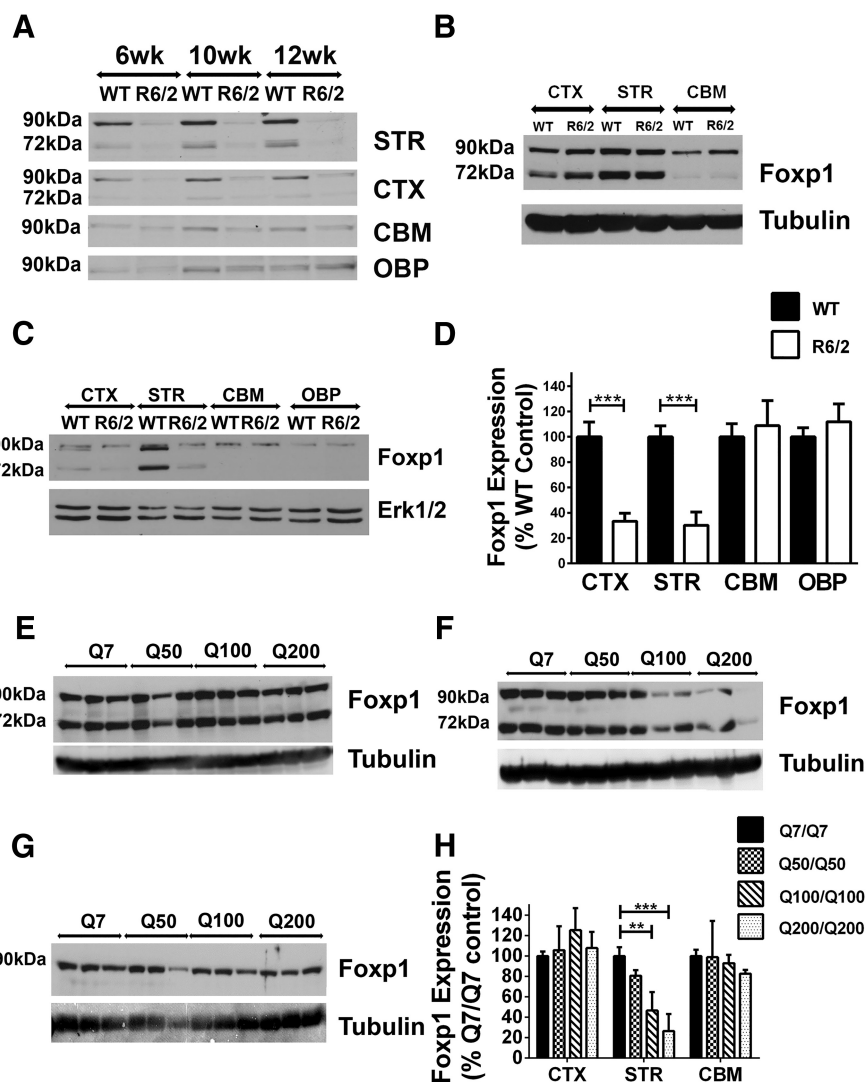 A
6wk 10wk 12wk
WT R6/2 WT R6/2 WT R6/2
90kDa
72kDa
STR
90kDa
72kDa
CTX
90kDa
CBM
90kDa
OBP
B
CTX STR CBM
WT R6/2 WT R6/2 WT R6/2
90kDa
72kDa
Foxp1
Tubulin
C
CTX STR CBM OBP
WT R6/2 WT R6/2 WT R6/2 WT R6/2
90kDa
72kDa
Foxp1
Erk1/2
D
WT
R6/2
Foxp1 Expression
(% WT Control)
140
120
100
80
60
40
20
0
*** ***
CTX STR CBM OBP
E
Q7 Q50 Q100 Q200
90kDa
72kDa
Foxp1
Tubulin
F
Q7 Q50 Q100 Q200
90kDa
72kDa
Foxp1
Tubulin
G
Q7 Q50 Q100 Q200
90kDa
Foxp1
Tubulin
H
Q7/Q7
Q50/Q50
Q100/Q100
Q200/Q200
Foxp1 Expression
(% Q7/Q7 control)
140
120
100
80
60
40
20
0
***
**
CTX STR CBM